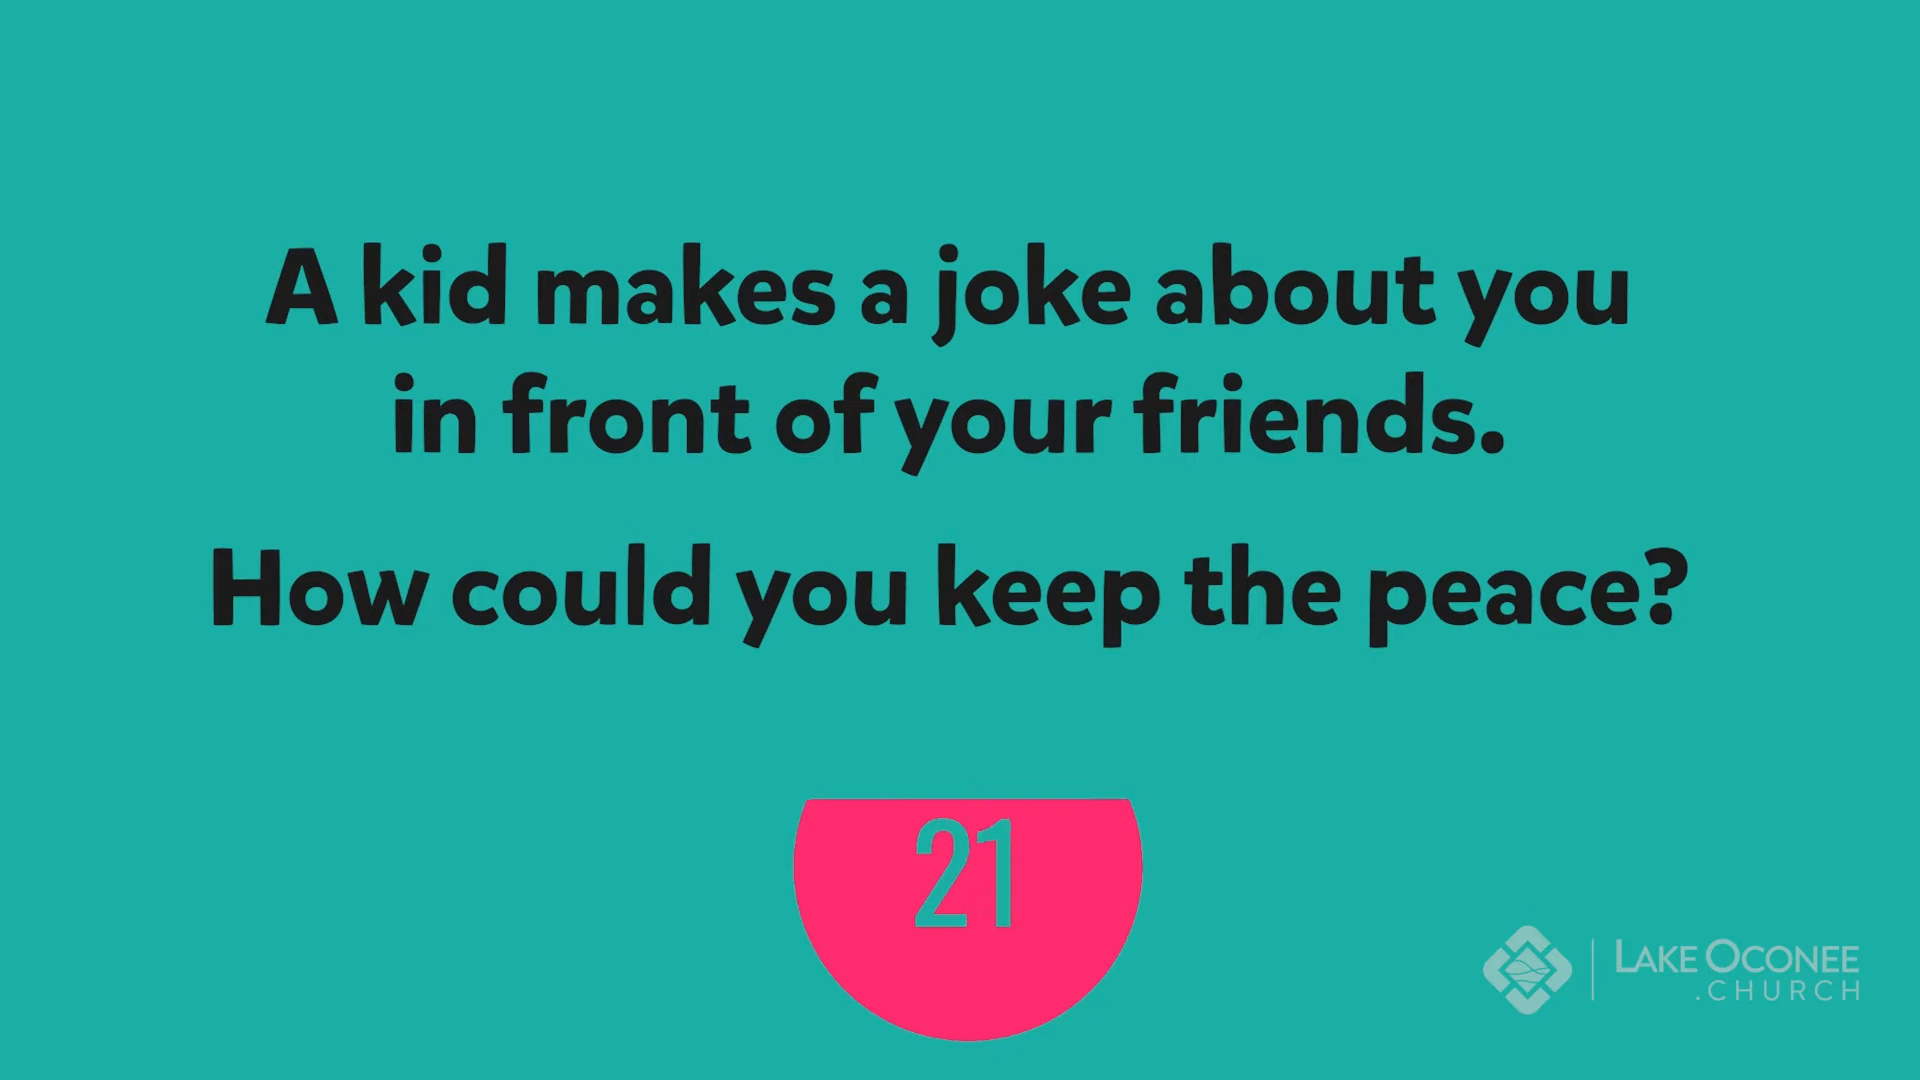 A kid makes a joke about you
in front of your friends.
How could you keep the peace?
21
LAKE OCONEE
.CHURCH